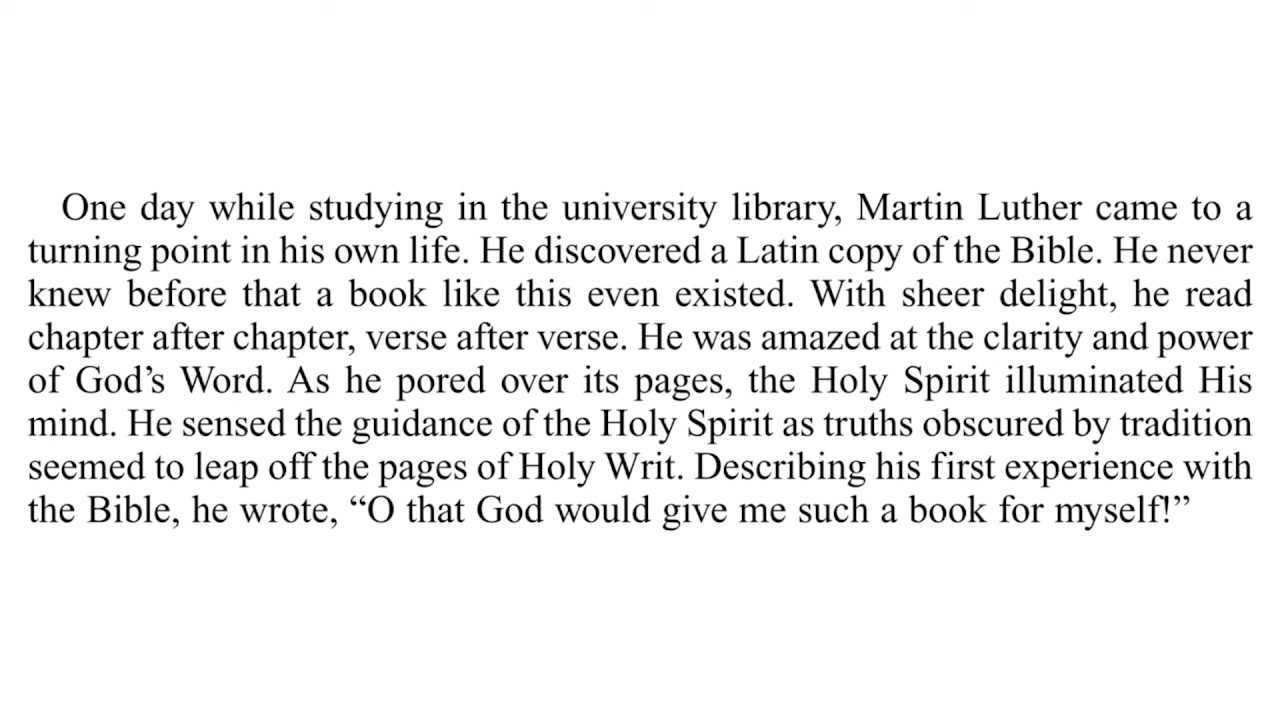 One day while studying in the university library, Martin Luther came to a
turning point in his own life. He discovered a Latin copy of the Bible. He never
knew before that a book like this even existed. With sheer delight, he read
chapter after chapter, verse after verse. He was amazed at the clarity and power
of God’s Word. As he pored over its pages, the Holy Spirit illuminated His
mind. He sensed the guidance of the Holy Spirit as truths obscured by tradition
seemed to leap off the pages of Holy Writ. Describing his first experience with
the Bible, he wrote, “O that God would give me such a book for myself!”